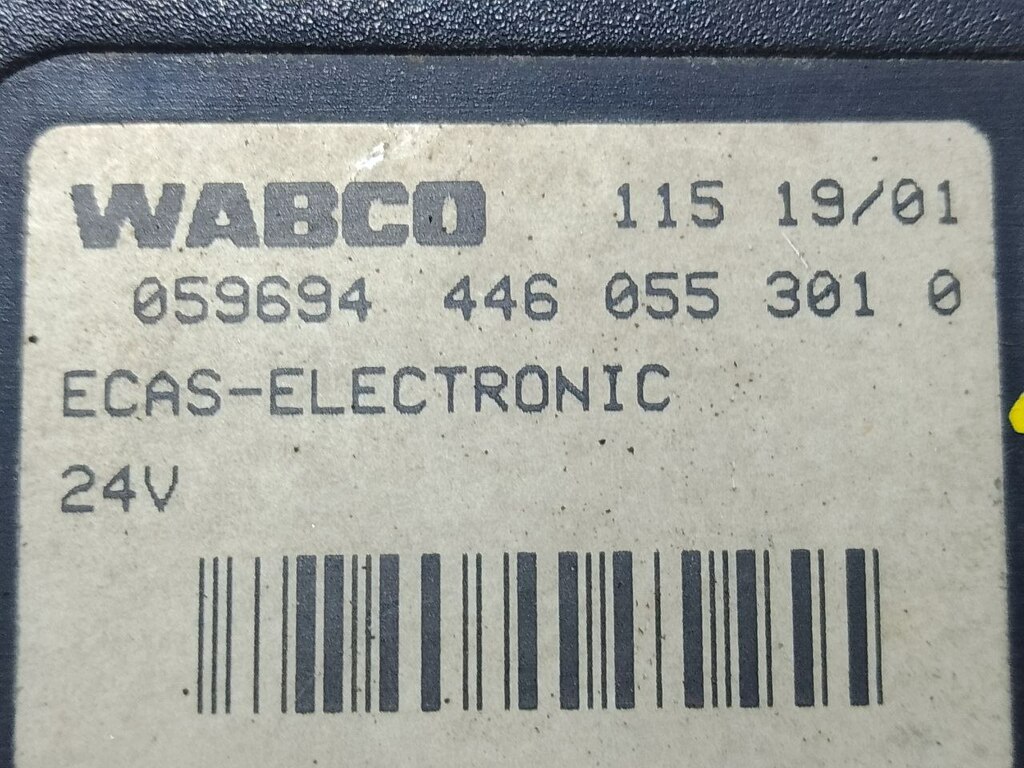 WABCO 115 19/01
059694 446 055 301 0
ECAS-ELECTRONIC
24V